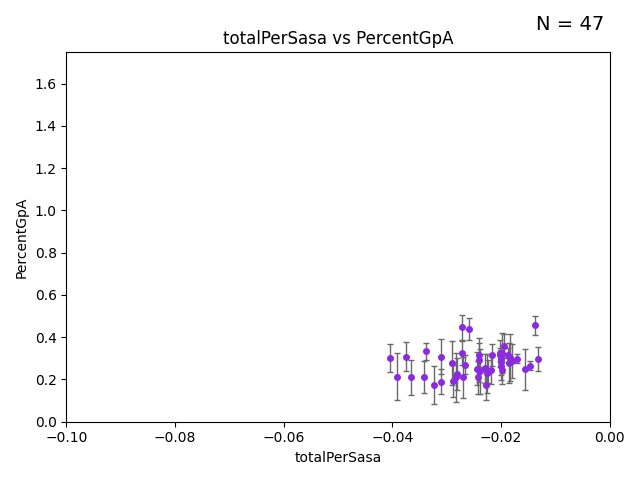 N = 47
totalPerSasa vs PercentGpA
PercentGpA
1.6
1.4
1.2
1.0
0.8
0.6
0.4
0.2
0.0
−0.10 −0.08 −0.06 −0.04 −0.02 0.00
totalPerSasa